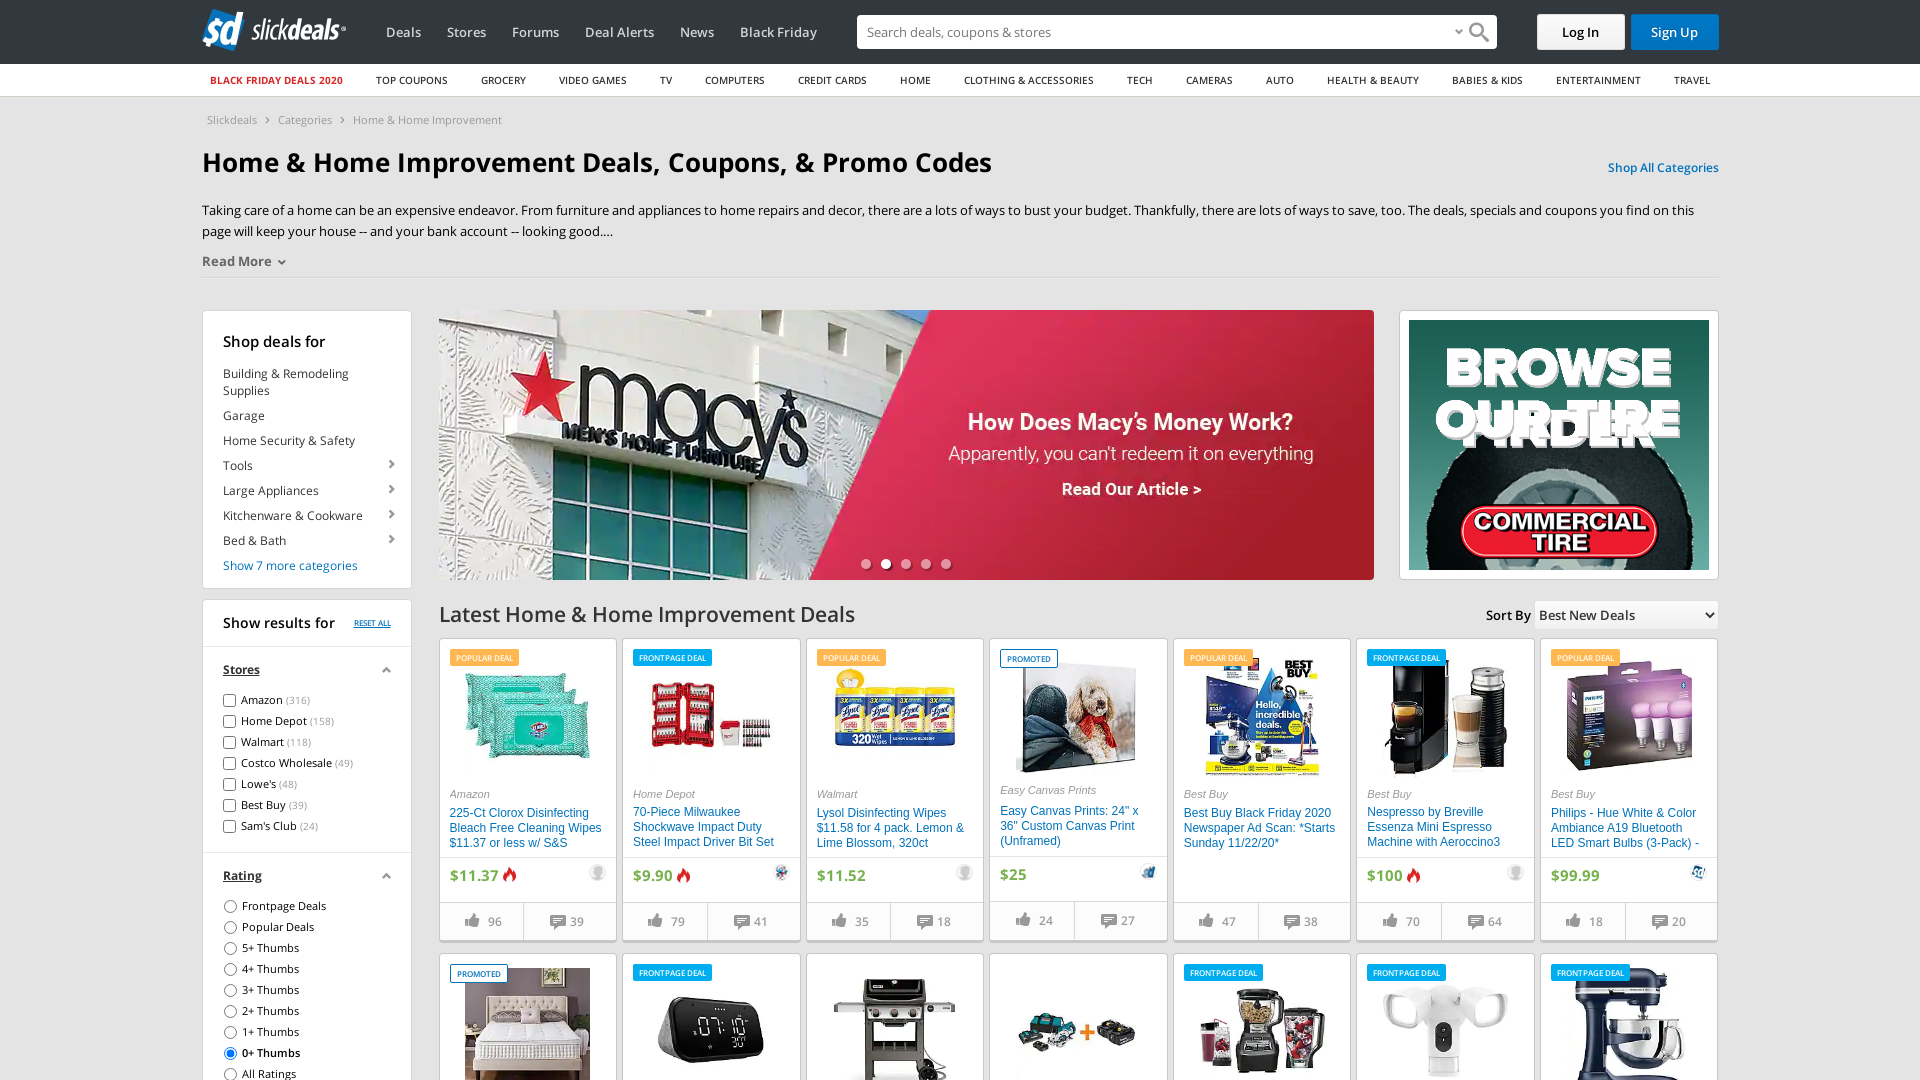 slickdeals
Deals
Stores
Forums
Deal Alerts
News
Black Friday
Search deals, coupons & stores
Log In
Sign Up
BLACK FRIDAY DEALS 2020
TOP COUPONS
GROCERY
VIDEO GAMES
TV
COMPUTERS
CREDIT CARDS
HOME
CLOTHING & ACCESSORIES
TECH
CAMERAS
AUTO
HEALTH & BEAUTY
BABIES & KIDS
ENTERTAINMENT
TRAVEL
Slickdeals > Categories > Home & Home Improvement
Home & Home Improvement Deals, Coupons, & Promo Codes
Shop All Categories
Taking care of a home can be an expensive endeavor. From furniture and appliances to home repairs and decor, there are a lots of ways to bust your budget. Thankfully, there are lots of ways to save, too. The deals, specials and coupons you find on this
page will keep your house -- and your bank account -- looking good....
Read More
Shop deals for
Building & Remodeling
Supplies
Garage
Home Security & Safety
Tools
Large Appliances
Kitchenware & Cookware
Bed & Bath
Show 7 more categories
macy's
MEN'S HOME FURNITURE
How Does Macy's Money Work?
Apparently, you can't redeem it on everything
Read Our Article >
BROWSE
OUR TIRE
COMMERCIAL
TIRE
Show results for
RESET ALL
Stores
Amazon (316)
Home Depot (158)
Walmart (118)
Costco Wholesale (49)
Lowe's (48)
Best Buy (39)
Sam's Club (24)
Rating
Frontpage Deals
Popular Deals
5+ Thumbs
4+ Thumbs
3+ Thumbs
2+ Thumbs
1+ Thumbs
0+ Thumbs
All Ratings
Latest Home & Home Improvement Deals
Sort By
Best New Deals
POPULAR DEAL
Amazon
225-Ct Clorox Disinfecting
Bleach Free Cleaning Wipes
$11.37 or less w/ S&S
$11.37
96
39
FRONTPAGE DEAL
Home Depot
70-Piece Milwaukee
Shockwave Impact Duty
Steel Impact Driver Bit Set
$9.90
79
41
POPULAR DEAL
Lysol
320 Wet Wipes
Walmart
Lysol Disinfecting Wipes
$11.58 for 4 pack. Lemon &
Lime Blossom, 320ct
$11.52
35
18
PROMOTED
Easy Canvas Prints
Easy Canvas Prints: 24" x
36" Custom Canvas Print
(Unframed)
$25
24
27
POPULAR DEAL
BEST
BUY
Hello,
incredible
deals.
Best Buy
Best Buy Black Friday 2020
Newspaper Ad Scan: *Starts
Sunday 11/22/20*
47
38
FRONTPAGE DEAL
Best Buy
Nespresso by Breville
Essenza Mini Espresso
Machine with Aeroccino3
$100
70
64
POPULAR DEAL
PHILIPS
Best Buy
Philips - Hue White & Color
Ambiance A19 Bluetooth
LED Smart Bulbs (3-Pack) -
$99.99
18
20
PROMOTED
FRONTPAGE DEAL
FRONTPAGE DEAL
FRONTPAGE DEAL
FRONTPAGE DEAL